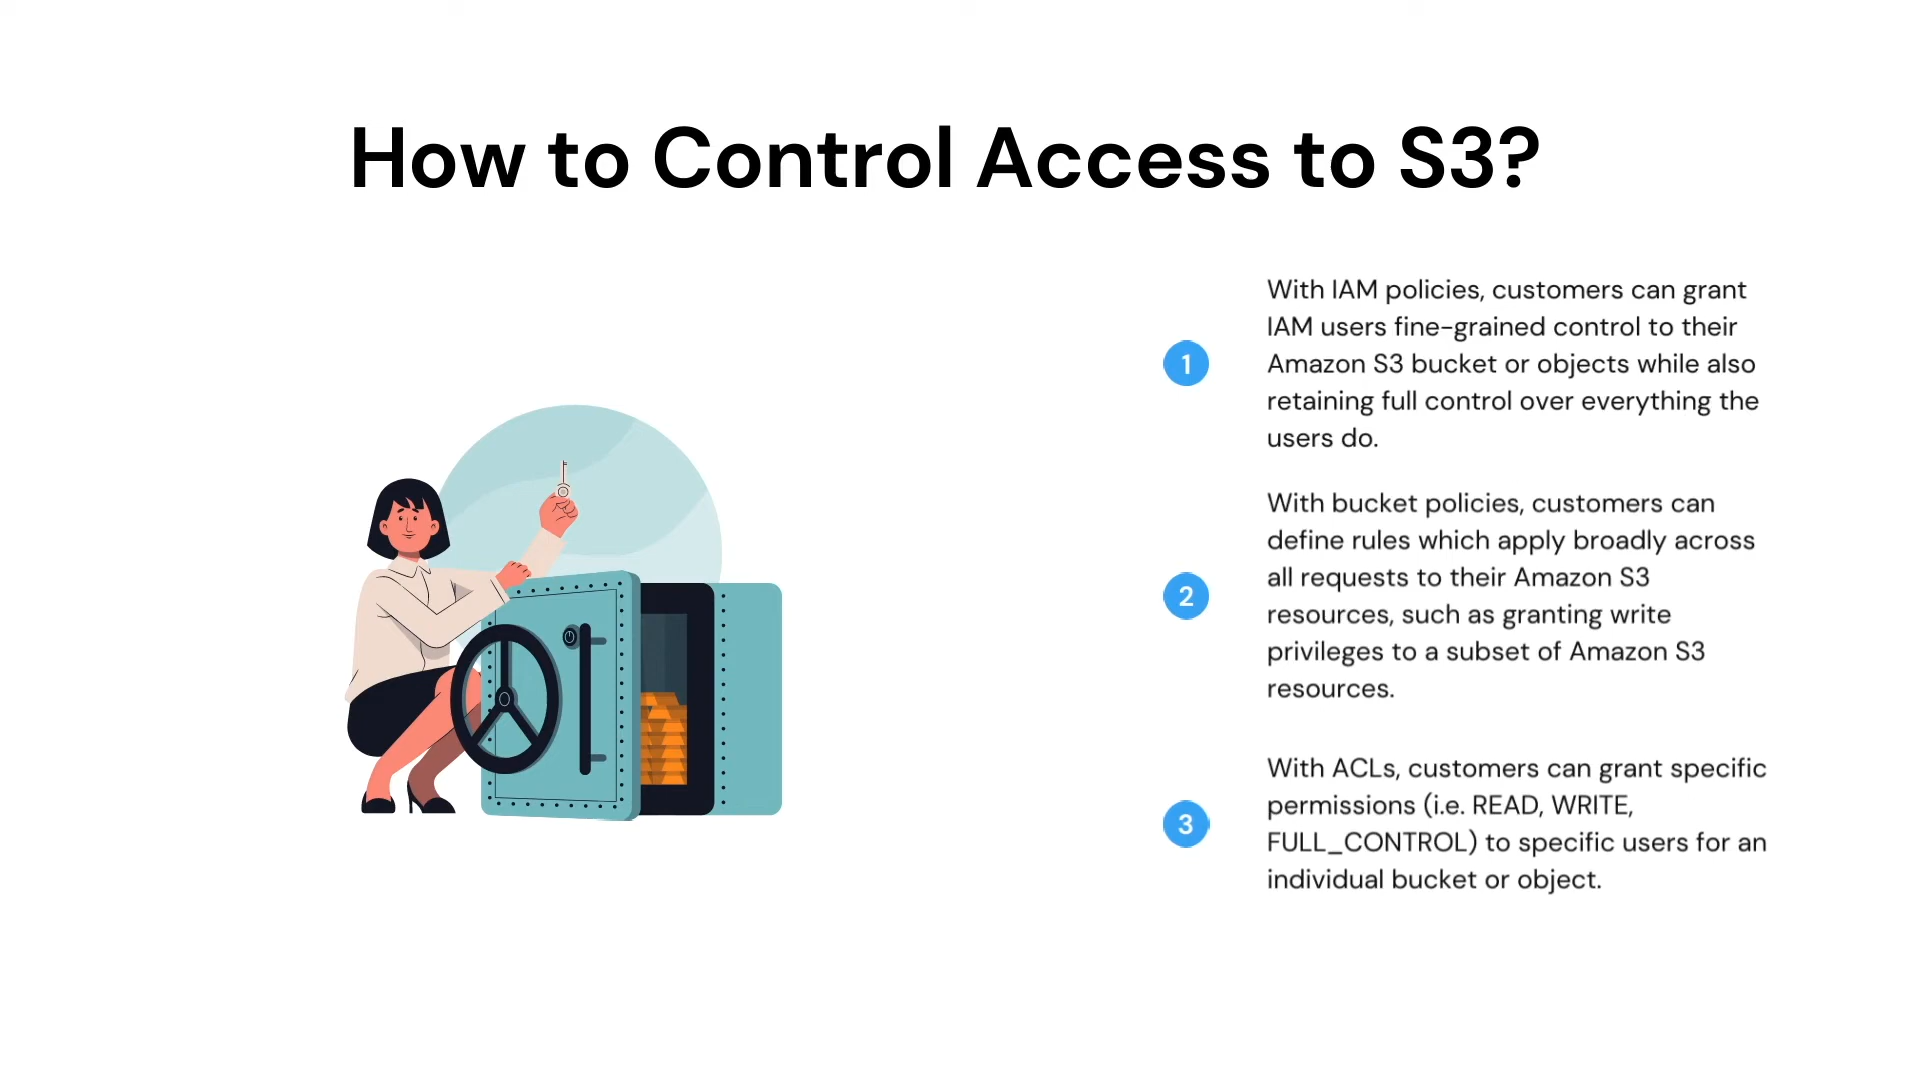 How to Control Access to S3?
1
With IAM policies, customers can grant
IAM users fine-grained control to their
Amazon S3 bucket or objects while also
retaining full control over everything the
users do.
2
With bucket policies, customers can
define rules which apply broadly across
all requests to their Amazon S3
resources, such as granting write
privileges to a subset of Amazon S3
resources.
3
With ACLs, customers can grant specific
permissions (i.e. READ, WRITE,
FULL_CONTROL) to specific users for an
individual bucket or object.